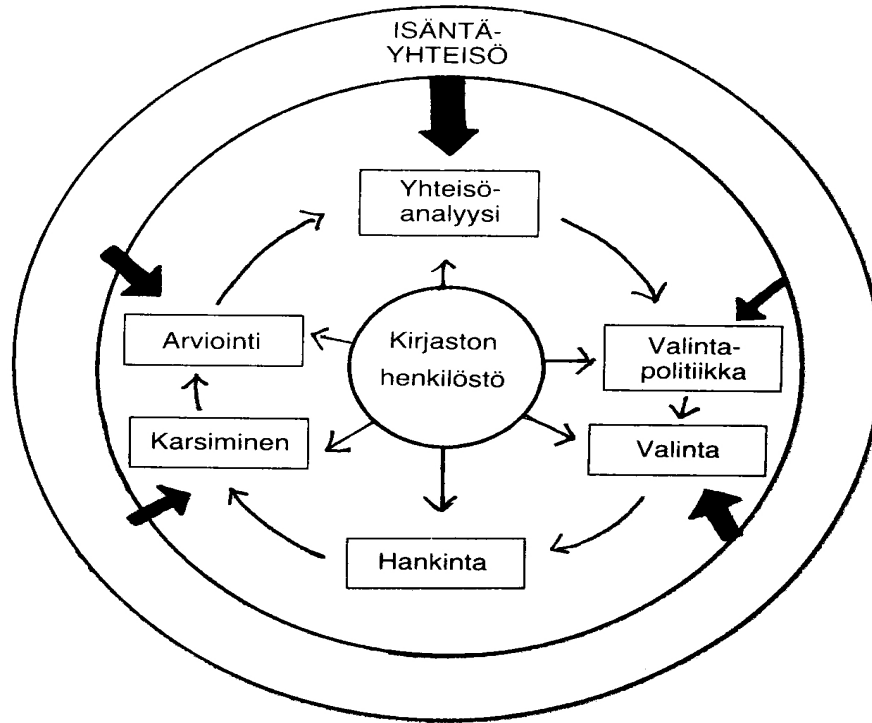 ISÄNTÄ-
YHTEISÖ
Yhteisö-
analyysi
Arviointi
Kirjaston
henkilöstö
Valinta-
politiikka
Karsiminen
Valinta
Hankinta